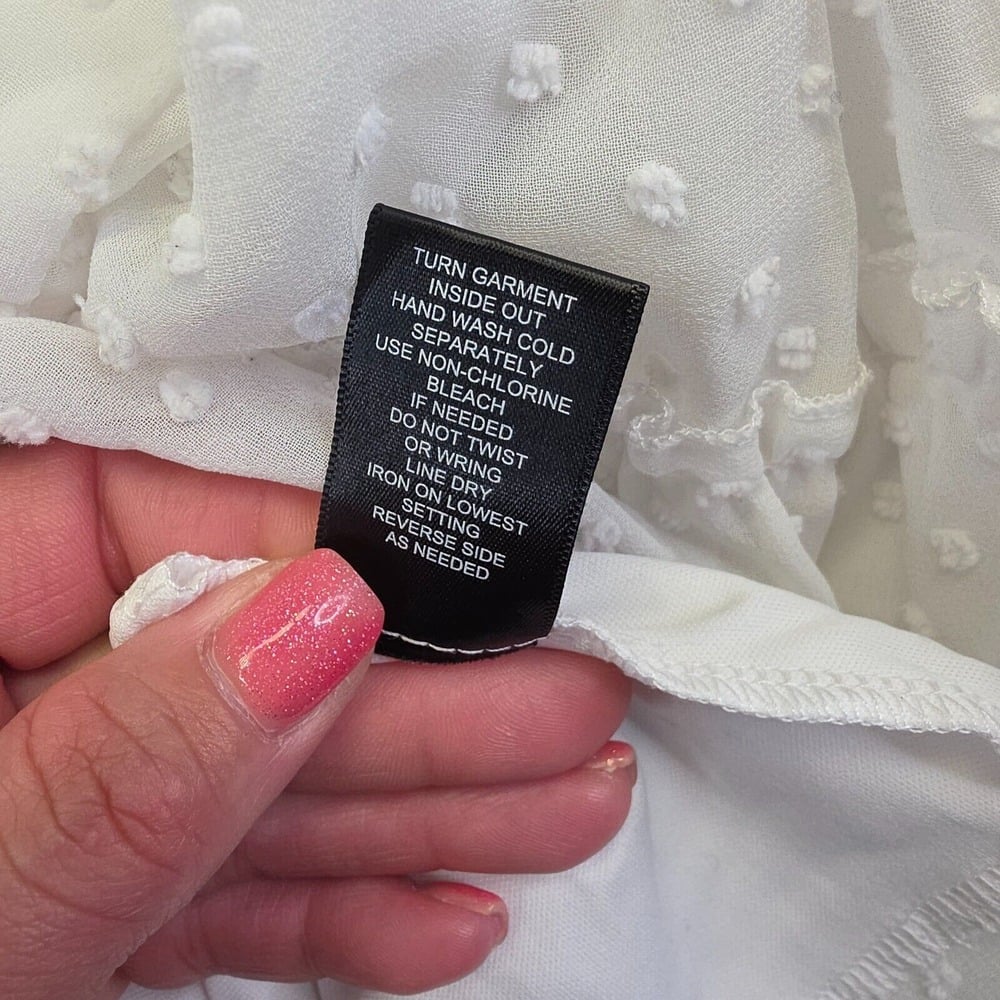 TURN GARMENT
INSIDE OUT
HAND WASH COLD
SEPARATELY
USE NON-CHLORINE
BLEACH
IF NEEDED
DO NOT TWIST
OR WRING
LINE DRY
IRON ON LOWEST
SETTING
REVERSE SIDE
AS NEEDED